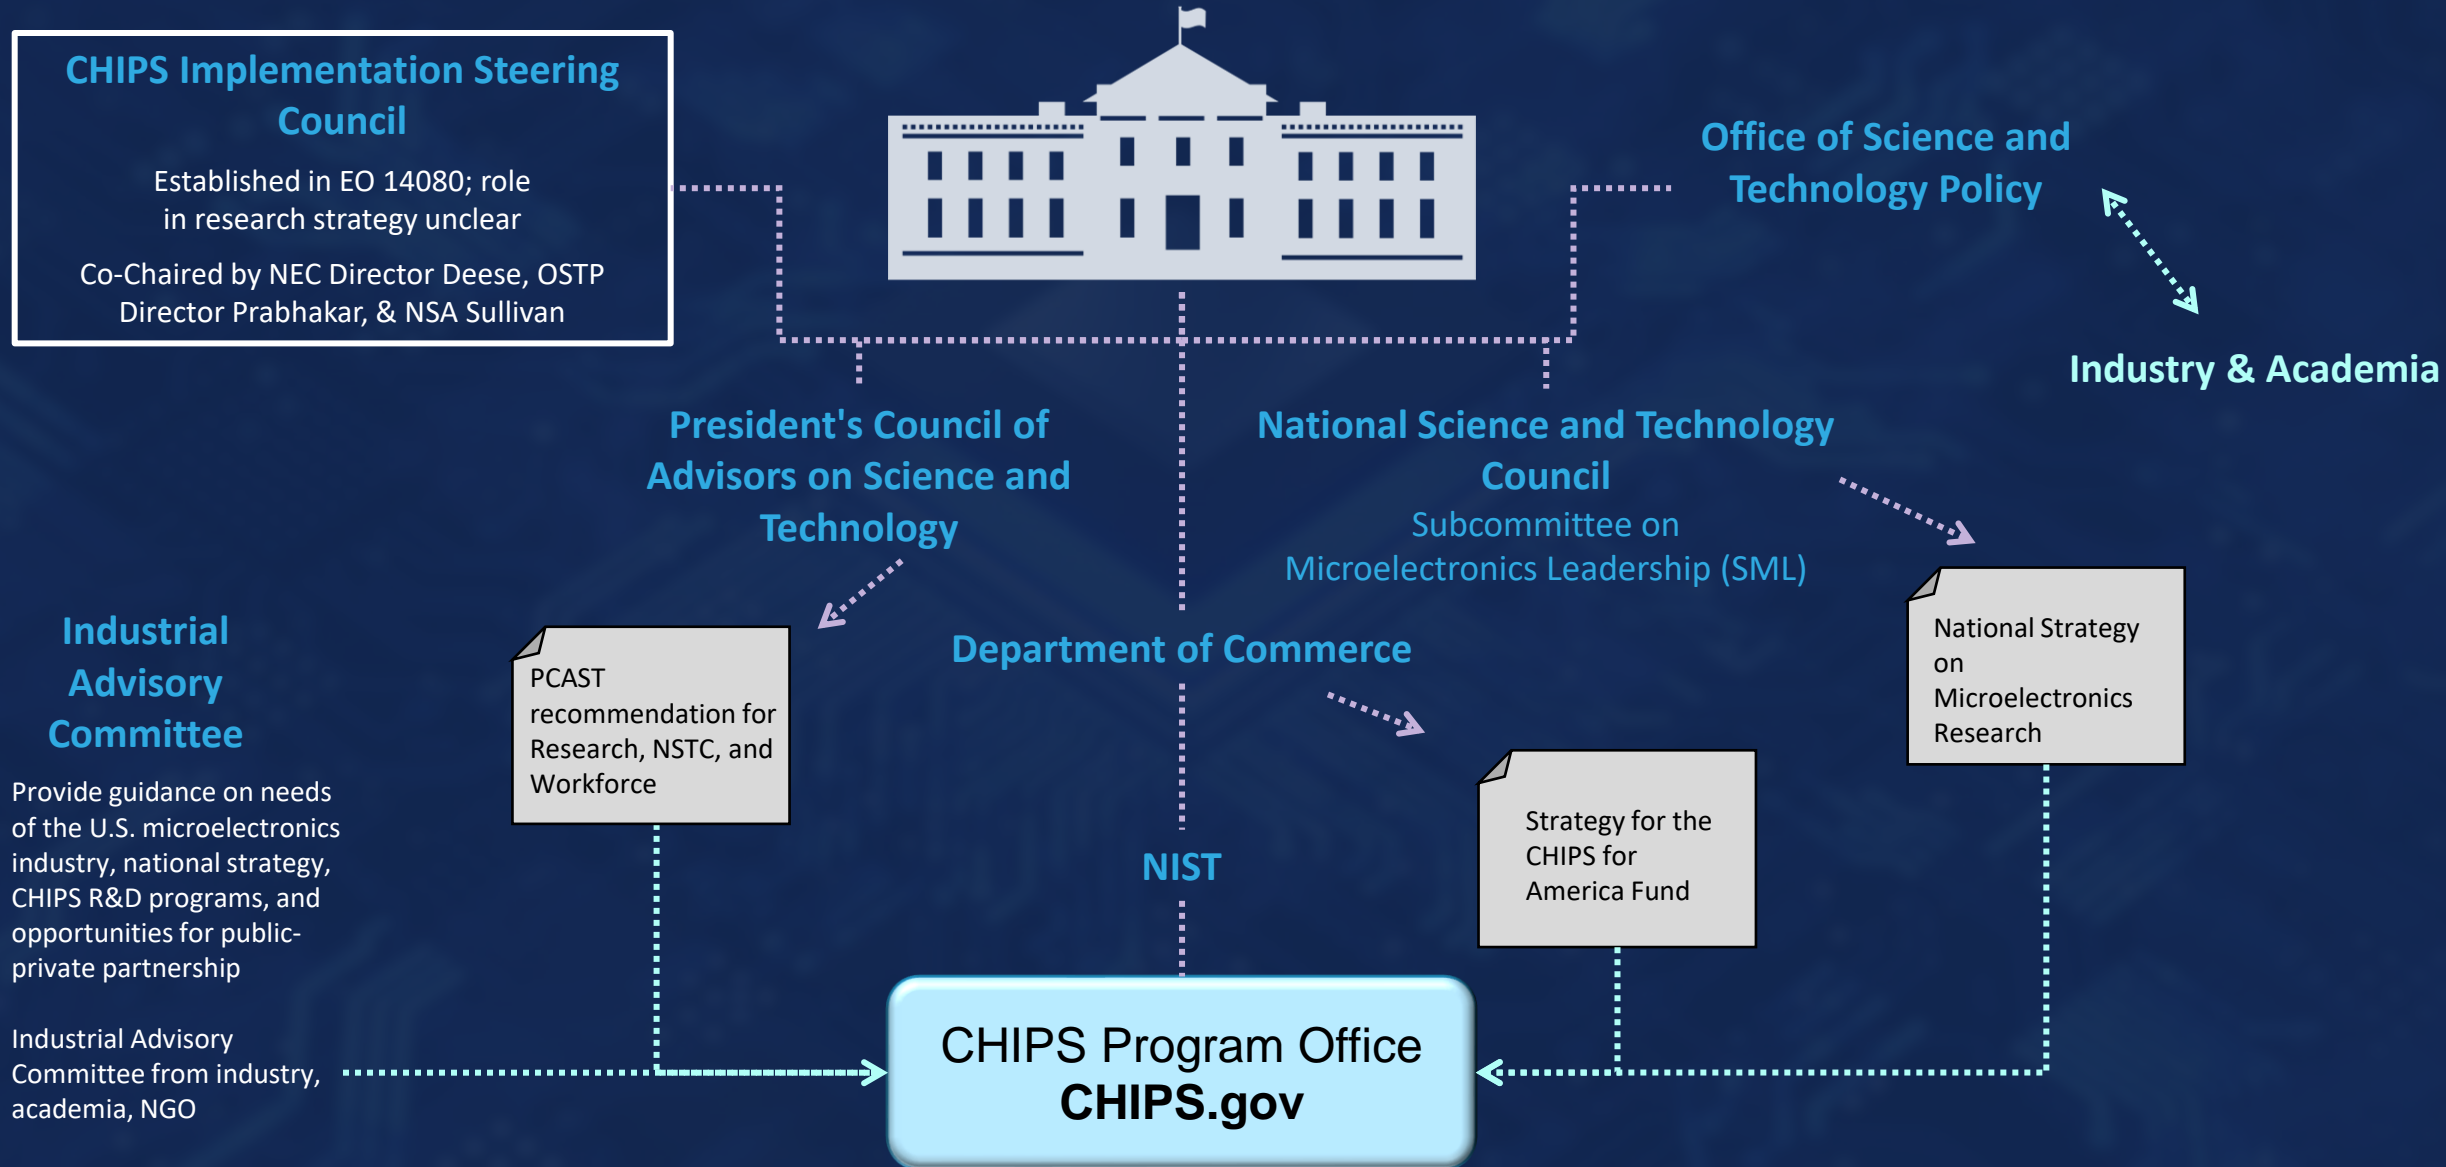 CHIPS Implementation Steering
Council
Established in EO 14080; role
in research strategy unclear
Co-Chaired by NEC Director Deese, OSTP
Director Prabhakar, & NSA Sullivan
Office of Science and
Technology Policy
Industry & Academia
President's Council of
Advisors on Science and
Technology
National Science and Technology
Council
Subcommittee on
Microelectronics Leadership (SML)
Industrial
Advisory
Committee
Provide guidance on needs
of the U.S. microelectronics
industry, national strategy,
CHIPS R&D programs, and
opportunities for public-
private partnership
Industrial Advisory
Committee from industry,
academia, NGO
PCAST
recommendation for
Research, NSTC, and
Workforce
Department of Commerce
NIST
Strategy for the
CHIPS for
America Fund
National Strategy
on
Microelectronics
Research
CHIPS Program Office
CHIPS.gov